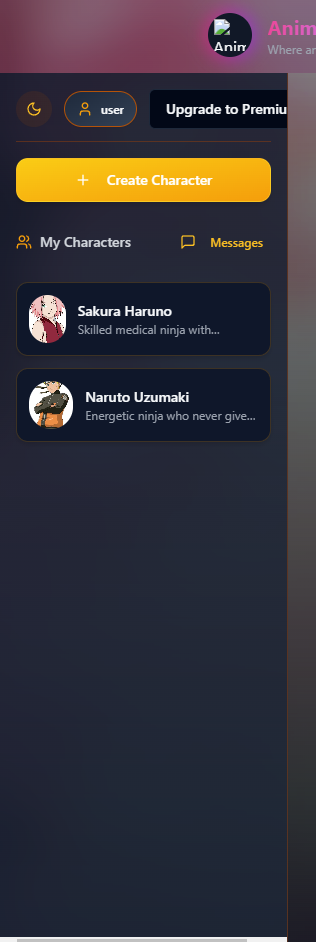 Anim
Anim
Where an
user
Upgrade to Premiu
+ Create Character
My Characters
Messages
Sakura Haruno
Skilled medical ninja with...
Naruto Uzumaki
Energetic ninja who never give...